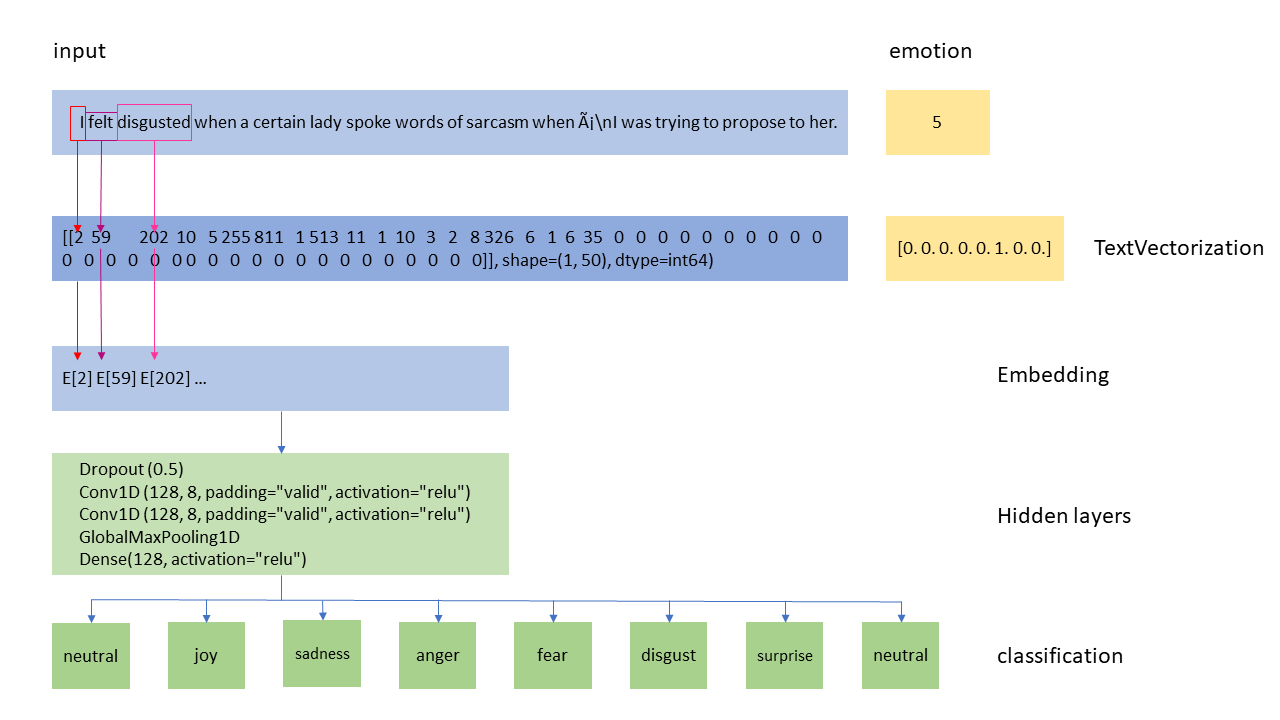 input
emotion
I felt disgusted when a certain lady spoke words of sarcasm when Ã¡\nI was trying to propose to her.
5
[[2 59 202 10 5 255 811 1 513 11 1 10 3 2 8 326 6 1 6 35 0 0 0 0 0 0 0 0 0 0
0 0 0 0 0 0 0 0 0 0 0 0 0 0 0 0 0 0 0 0]], shape=(1, 50), dtype=int64)
[0. 0. 0. 0. 0. 1. 0. 0.]
TextVectorization
E[2] E[59] E[202] ...
Embedding
Dropout (0.5)
Conv1D (128, 8, padding="valid", activation="relu")
Conv1D (128, 8, padding="valid", activation="relu")
GlobalMaxPooling1D
Dense(128, activation="relu")
Hidden layers
neutral
joy
sadness
anger
fear
disgust
surprise
neutral
classification